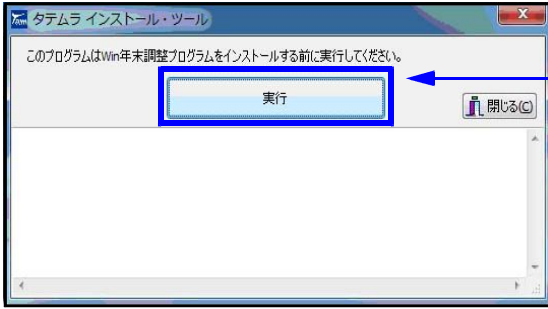 タテムラ インストール・ツール
このプログラムはWin年末調整プログラムをインストールする前に実行してください。
実行
閉じる(C)